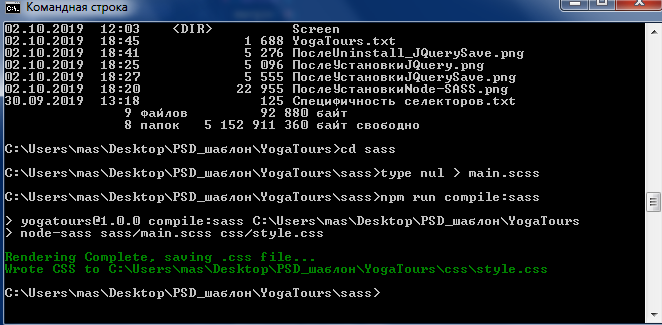 Командная строка
02.10.2019  12:03    <DIR>          Screen
02.10.2019  18:45             1 688 YogaTours.txt
02.10.2019  18:41             5 276 ПослеUninstall_JQuerySave.png
02.10.2019  18:25             5 096 ПослеУстановкиJQuery.png
02.10.2019  18:27             5 555 ПослеУстановкиJQuerySave.png
02.10.2019  18:20            22 955 ПослеУстановкиNode-SASS.png
30.09.2019  13:18               125 Специфичность селекторов.txt
9 файлов         92 880 байт
8 папок   5 152 911 360 байт свободно
C:\Users\mas\Desktop\PSD_шаблон\YogaTours>cd sass
C:\Users\mas\Desktop\PSD_шаблон\YogaTours\sass>type nul > main.scss
C:\Users\mas\Desktop\PSD_шаблон\YogaTours\sass>npm run compile:sass
> yogatours@1.0.0 compile:sass C:\Users\mas\Desktop\PSD_шаблон\YogaTours
> node-sass sass/main.scss css/style.css
Rendering Complete, saving .css file...
Wrote CSS to C:\Users\mas\Desktop\PSD_шаблон\YogaTours\css\style.css
C:\Users\mas\Desktop\PSD_шаблон\YogaTours\sass>